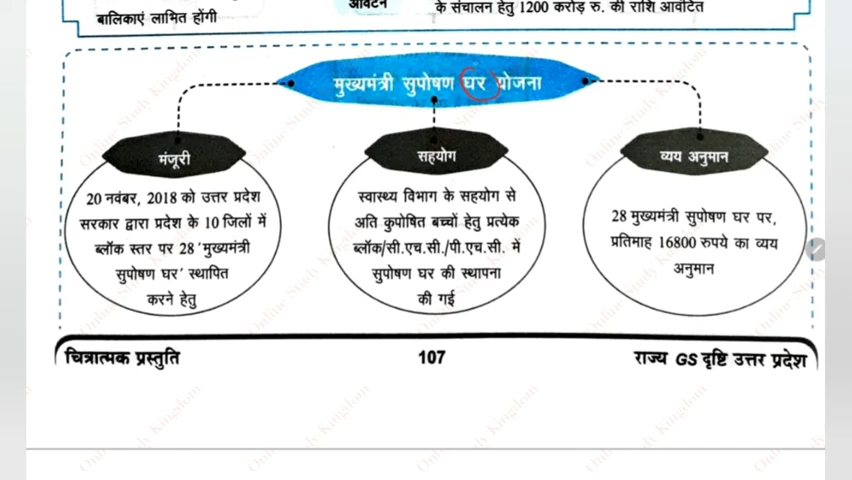 बालिकाएं लाभित होंगी
आवंटन
के संचालन हेतु 1200 करोड़ रु. की राशि आवंटित
मुख्यमंत्री सुपोषण घर योजना
मंजूरी
20 नवंबर, 2018 को उत्तर प्रदेश
सरकार द्वारा प्रदेश के 10 जिलों में
ब्लॉक स्तर पर 28 'मुख्यमंत्री
सुपोषण घर' स्थापित
करने हेतु
सहयोग
स्वास्थ्य विभाग के सहयोग से
अति कुपोषित बच्चों हेतु प्रत्येक
ब्लॉक/सी.एच.सी./पी.एच.सी. में
सुपोषण घर की स्थापना
की गई
व्यय अनुमान
28 मुख्यमंत्री सुपोषण घर पर,
प्रतिमाह 16800 रुपये का व्यय
अनुमान
चित्रात्मक प्रस्तुति
107
राज्य GS दृष्टि उत्तर प्रदेश
Online Study Kingdom